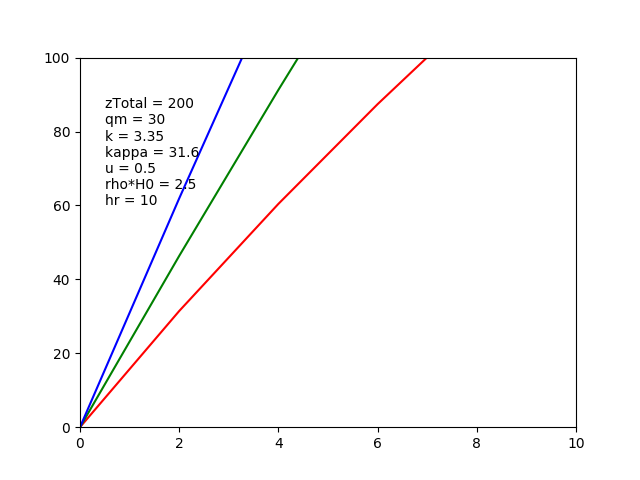 100
80
60
40
20
0
zTotal = 200
qm = 30
k = 3.35
kappa = 31.6
u = 0.5
rho*H0 = 2.5
hr = 10
0 2 4 6 8 10